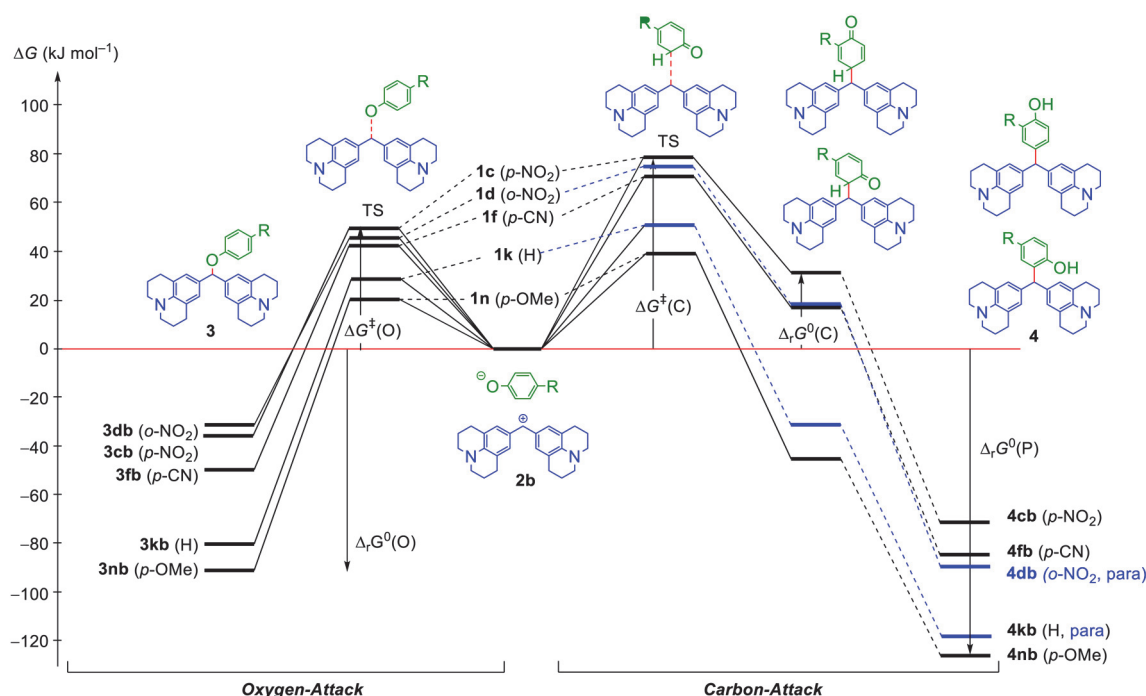 ΔG (kJ mol⁻¹)
100
80
60
40
20
0
−20
−40
−60
−80
−100
−120
R
O
N
N
3
R
O
N
N
TS
ΔG‡(O)
1c (p-NO₂)
1d (o-NO₂)
1f (p-CN)
1k (H)
1n (p-OMe)
R
H
O
N
N
TS
ΔG‡(C)
O
R
H
N
N
R
H
O
N
N
ΔᵣG⁰(C)
OH
R
N
N
R
OH
N
N
4
⊖
O
R
⊕
N
N
2b
3db (o-NO₂)
3cb (p-NO₂)
3fb (p-CN)
3kb (H)
3nb (p-OMe)
ΔᵣG⁰(O)
ΔᵣG⁰(P)
4cb (p-NO₂)
4fb (p-CN)
4db (o-NO₂, para)
4kb (H, para)
4nb (p-OMe)
Oxygen-Attack
Carbon-Attack